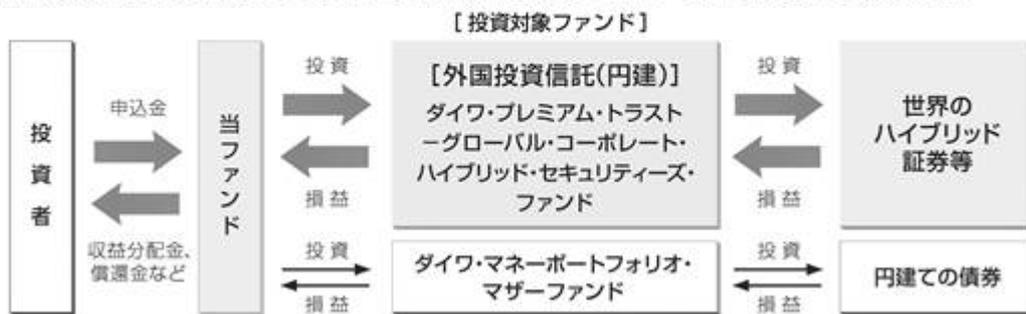 [投資対象ファンド]
投資者
申込金
収益分配金、
償還金など
当ファンド
投資
損益
[外国投資信託(円建)]
ダイワ・プレミアム・トラスト
－グローバル・コーポレート・
ハイブリッド・セキュリティーズ・
ファンド
投資
損益
世界の
ハイブリッド
証券等
投資
損益
ダイワ・マネーポートフォリオ・
マザーファンド
投資
損益
円建ての債券